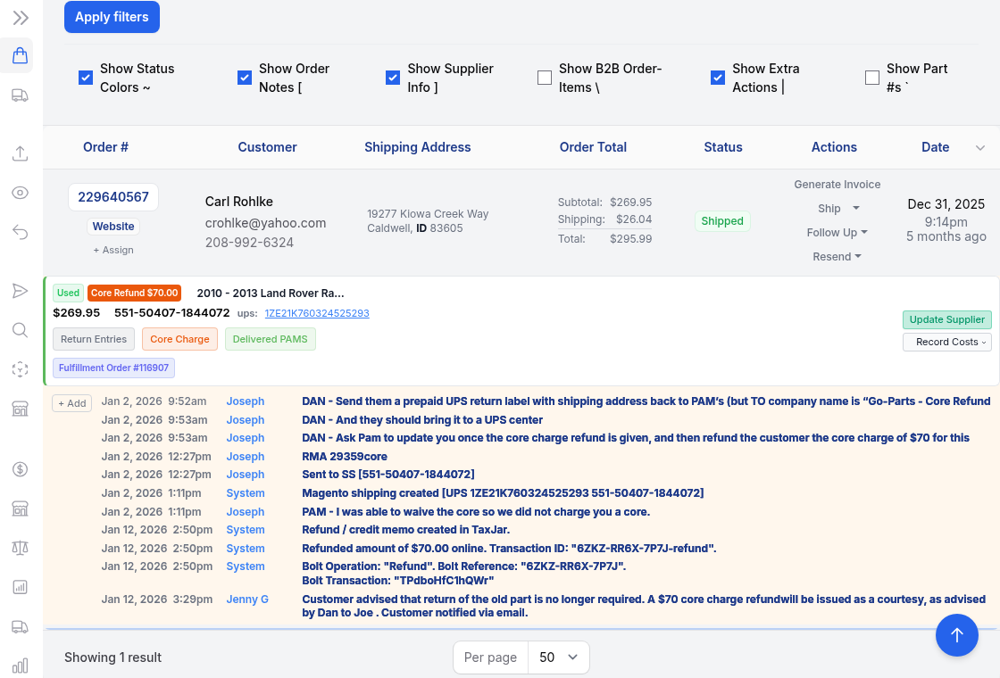 Apply filters
Show Status Colors ~
Show Order Notes [
Show Supplier Info ]
Show B2B Order-Items \
Show Extra Actions |
Show Part #s `
Order # Customer Shipping Address Order Total Status Actions Date
229640567
Website
+ Assign
Carl Rohlke
crohlke@yahoo.com
208-992-6324
19277 Kiowa Creek Way
Caldwell, ID 83605
Subtotal: $269.95
Shipping: $26.04
Total: $295.99
Shipped
Generate Invoice
Ship
Follow Up
Resend
Dec 31, 2025
9:14pm
5 months ago
Used Core Refund $70.00 2010 - 2013 Land Rover Ra...
$269.95 551-50407-1844072 ups: 1ZE21K760324525293
Return Entries Core Charge Delivered PAMS
Fulfillment Order #116907
Update Supplier
Record Costs -
+ Add
Jan 2, 2026 9:52am Joseph DAN - Send them a prepaid UPS return label with shipping address back to PAM's (but TO company name is “Go-Parts - Core Refund
Jan 2, 2026 9:53am Joseph DAN - And they should bring it to a UPS center
Jan 2, 2026 9:53am Joseph DAN - Ask Pam to update you once the core charge refund is given, and then refund the customer the core charge of $70 for this
Jan 2, 2026 12:27pm Joseph RMA 29359core
Jan 2, 2026 12:27pm Joseph Sent to SS [551-50407-1844072]
Jan 2, 2026 1:11pm System Magento shipping created [UPS 1ZE21K760324525293 551-50407-1844072]
Jan 2, 2026 1:11pm Joseph PAM - I was able to waive the core so we did not charge you a core.
Jan 12, 2026 2:50pm System Refund / credit memo created in TaxJar.
Jan 12, 2026 2:50pm System Refunded amount of $70.00 online. Transaction ID: "6ZKZ-RR6X-7P7J-refund".
Jan 12, 2026 2:50pm System Bolt Operation: "Refund". Bolt Reference: "6ZKZ-RR6X-7P7J".
Bolt Transaction: "TPdboHfC1hQWr"
Jan 12, 2026 3:29pm Jenny G Customer advised that return of the old part is no longer required. A $70 core charge refundwill be issued as a courtesy, as advised
by Dan to Joe . Customer notified via email.
Showing 1 result
Per page 50